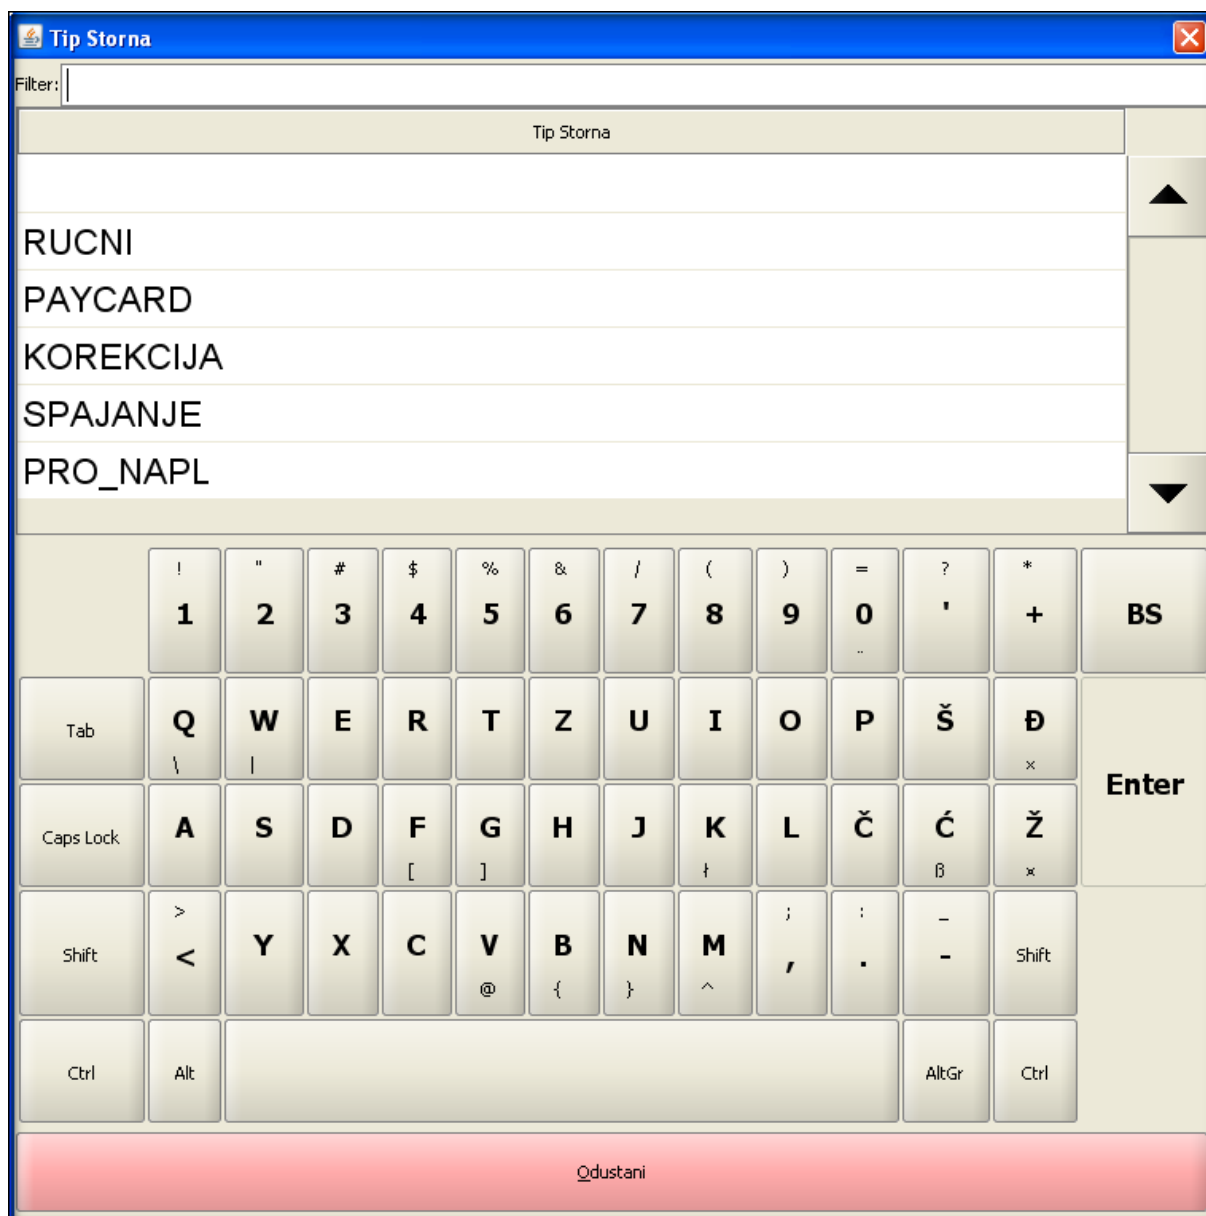 Tip Storna
Filter:
Tip Storna
RUCNI
PAYCARD
KOREKCIJA
SPAJANJE
PRO_NAPL
! " # $ % & / ( ) = ? *
1 2 3 4 5 6 7 8 9 0 ' + BS
¨
Tab Q W E R T Z U I O P Š Đ
\ | ×
Enter
Caps Lock A S D F G H J K L Č Ć Ž
[ ] ł ß ¤
> ; : _
Shift < Y X C V B N M , . - Shift
@ { } ^
Ctrl Alt AltGr Ctrl
Odustani